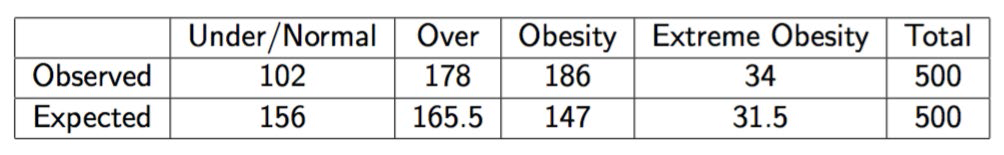 Under/Normal Over Obesity Extreme Obesity Total
Observed 102 178 186 34 500
Expected 156 165.5 147 31.5 500